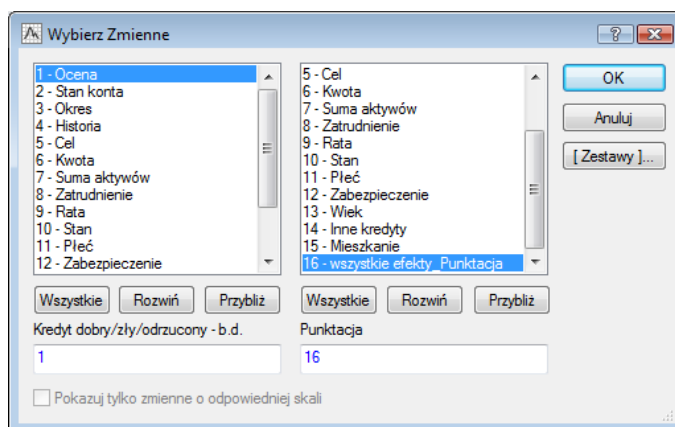 Wybierz Zmienne
1 - Ocena
2 - Stan konta
3 - Okres
4 - Historia
5 - Cel
6 - Kwota
7 - Suma aktywów
8 - Zatrudnienie
9 - Rata
10 - Stan
11 - Płeć
12 - Zabezpieczenie
5 - Cel
6 - Kwota
7 - Suma aktywów
8 - Zatrudnienie
9 - Rata
10 - Stan
11 - Płeć
12 - Zabezpieczenie
13 - Wiek
14 - Inne kredyty
15 - Mieszkanie
16 - wszystkie efekty_Punktacja
OK
Anuluj
[ Zestawy ]...
Wszystkie Rozwiń Przybliż Wszystkie Rozwiń Przybliż
Kredyt dobry/zły/odrzucony - b.d. Punktacja
1 16
Pokazuj tylko zmienne o odpowiedniej skali